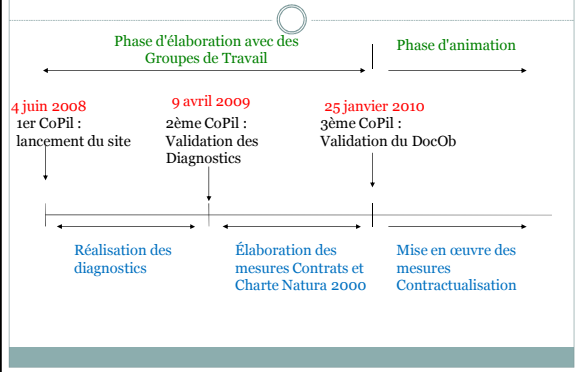 Phase d'élaboration avec des
Groupes de Travail
Phase d'animation
4 juin 2008
1er CoPil :
lancement du site
9 avril 2009
2ème CoPil :
Validation des
Diagnostics
25 janvier 2010
3ème CoPil :
Validation du DocOb
Réalisation des
diagnostics
Élaboration des
mesures Contrats et
Charte Natura 2000
Mise en œuvre des
mesures
Contractualisation